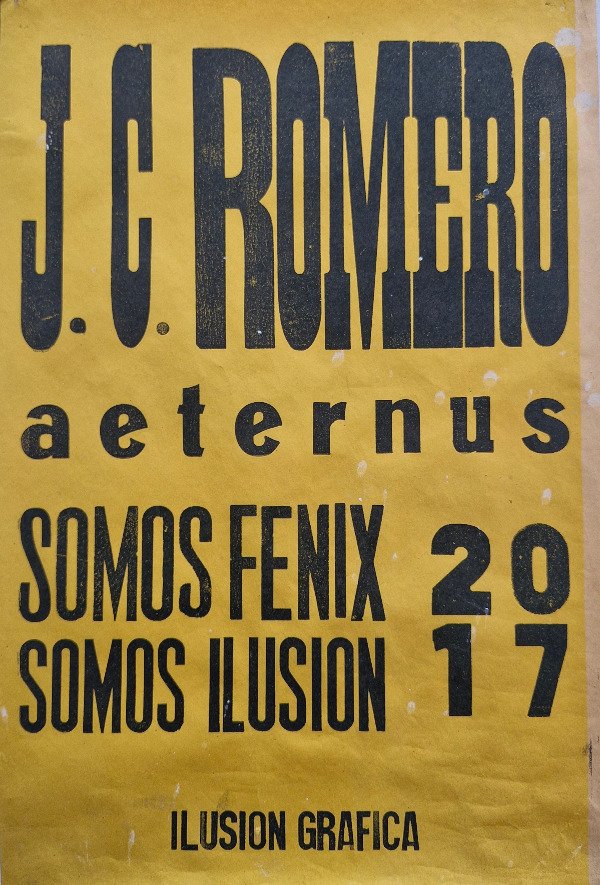 J. C. ROMERO
aeternus
SOMOS FENIX 20
SOMOS ILUSION 17
ILUSION GRAFICA